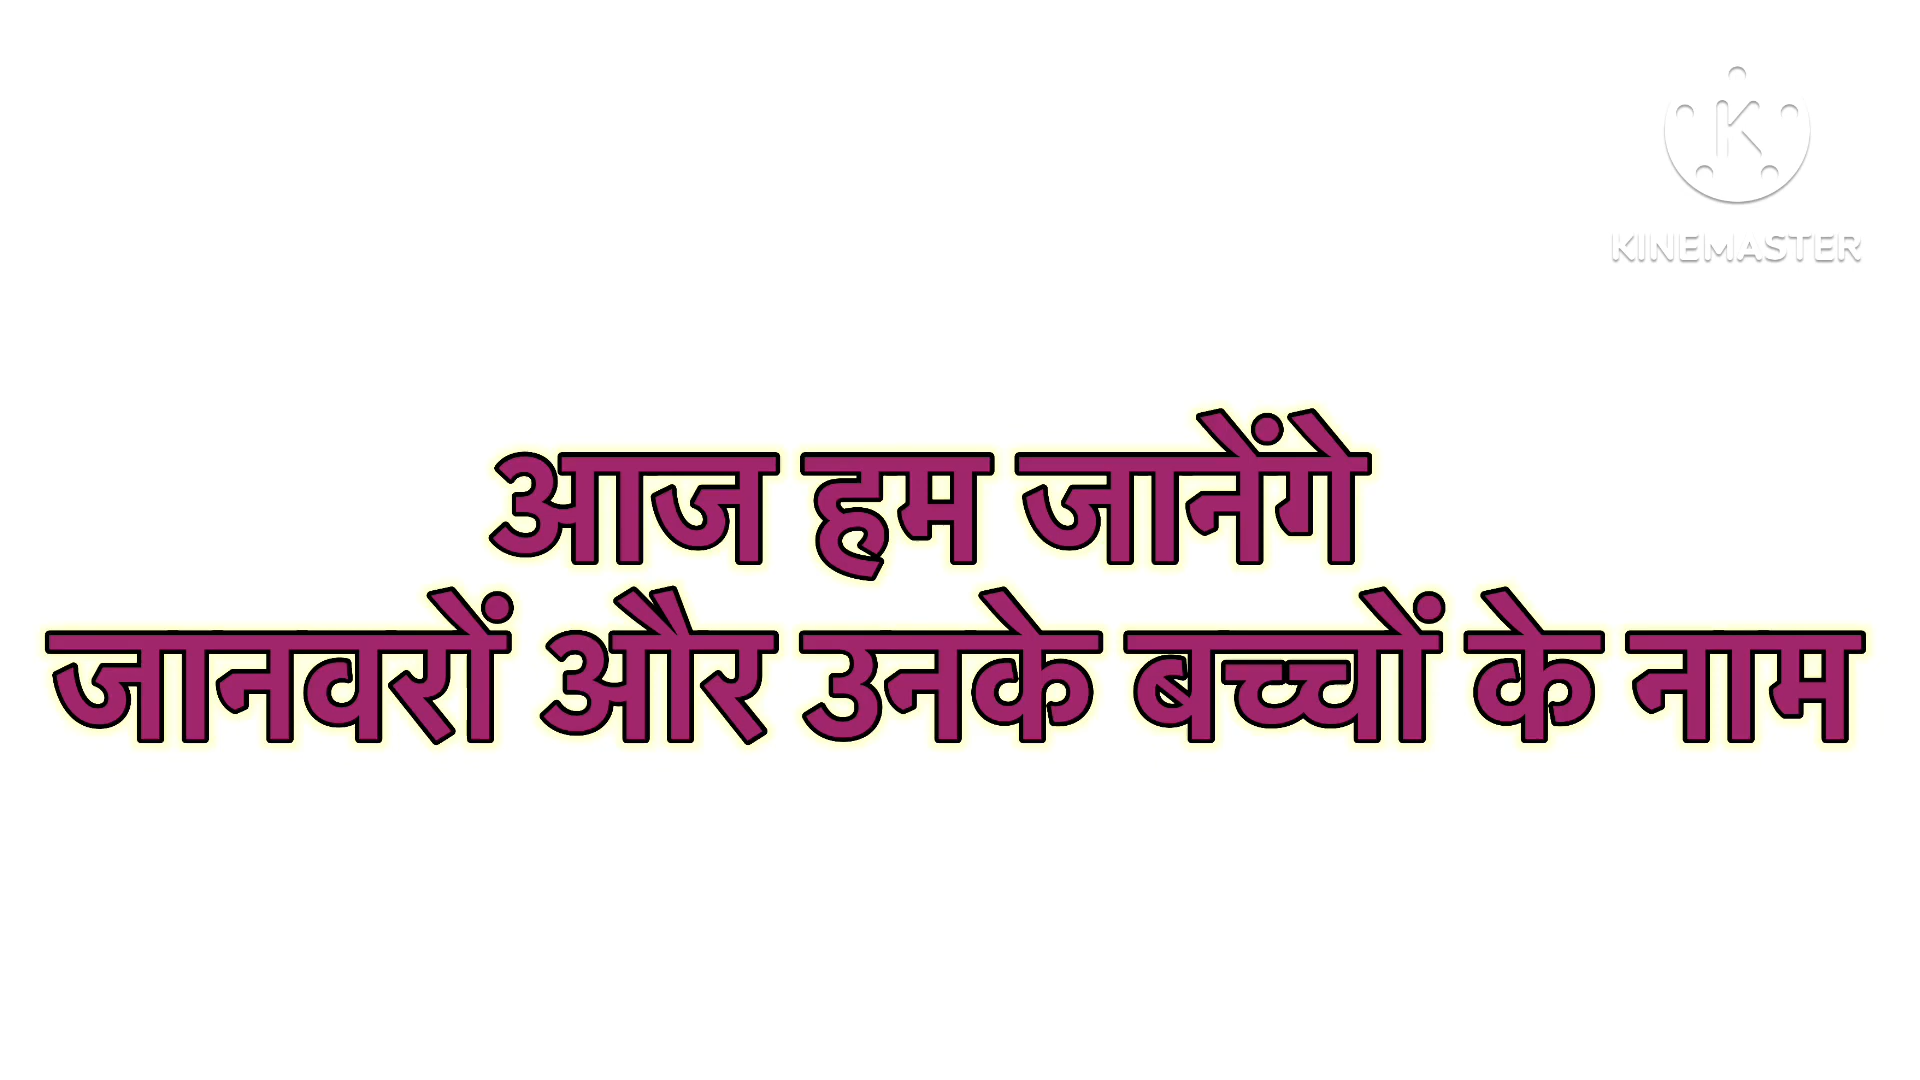 KINEMASTER
आज हम जानेंगे
जानवरों और उनके बच्चों के नाम